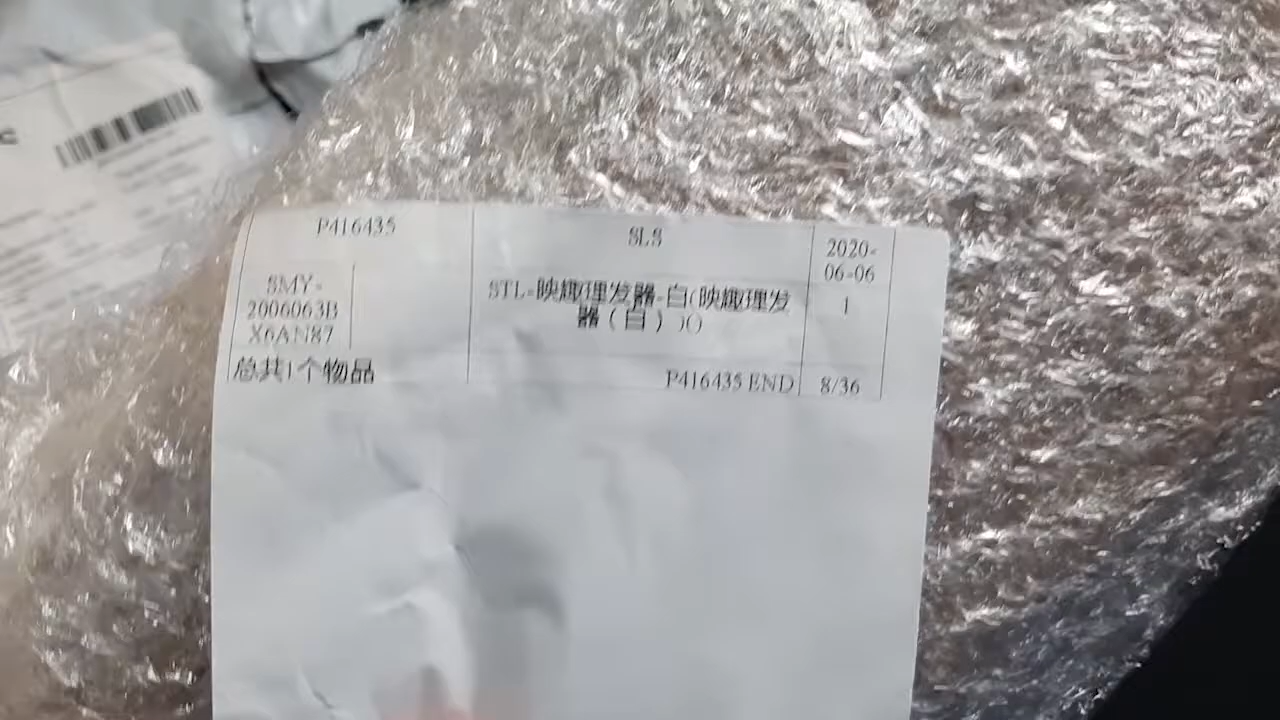 P416435
SLS
2020-
06-06
SMY-
2006063B
X6AN87
STL-映趣理发器-白(映趣理发
器（白）)()
1
总共1个物品
P416435 END
8/36